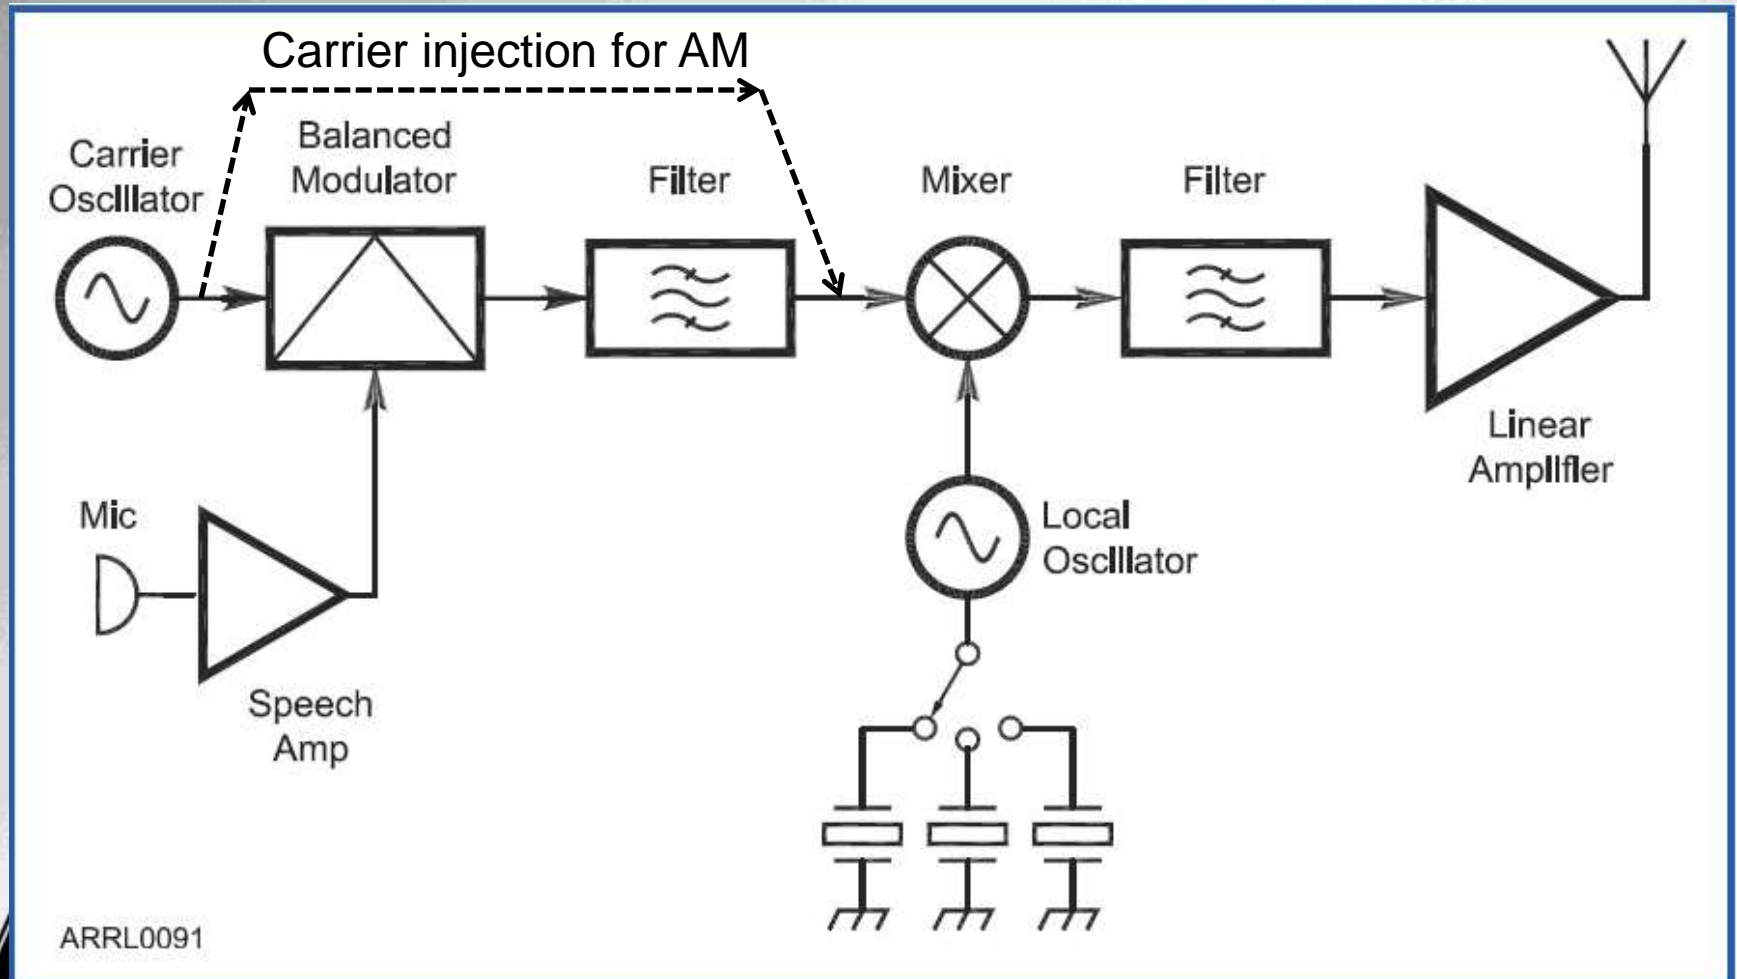 Carrier injection for AM
Carrier
Oscillator
Balanced
Modulator
Filter
Mixer
Filter
Linear
Amplifier
Mic
Speech
Amp
Local
Oscillator
ARRL0091